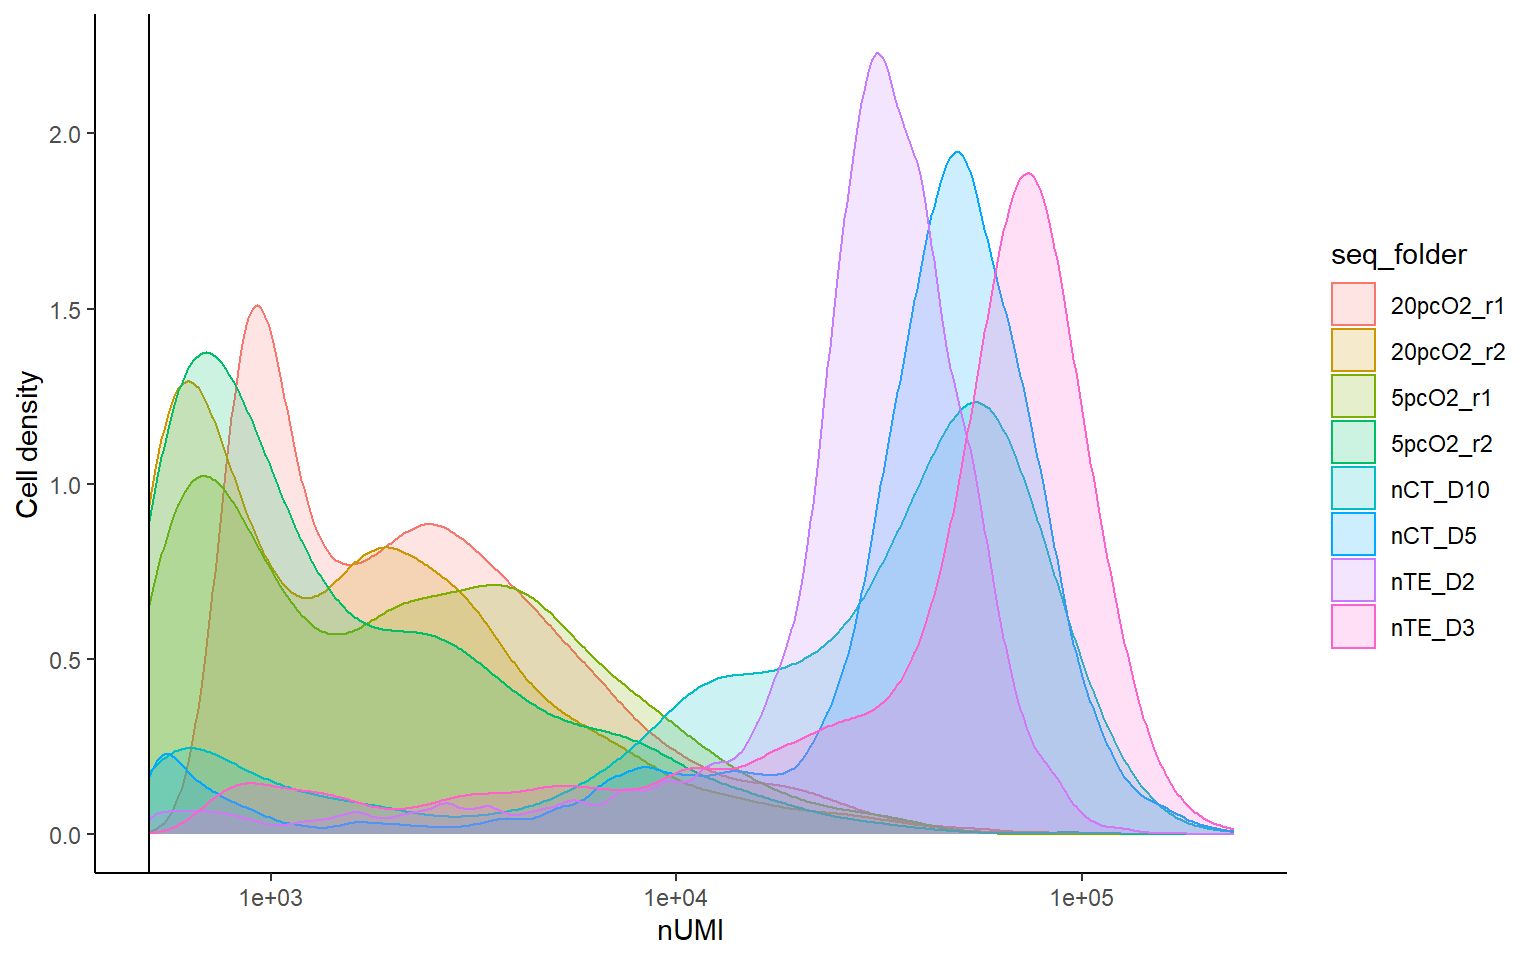 Cell density
2.0
1.5
1.0
0.5
0.0
1e+03
1e+04
1e+05
nUMI
seq_folder
20pcO2_r1
20pcO2_r2
5pcO2_r1
5pcO2_r2
nCT_D10
nCT_D5
nTE_D2
nTE_D3